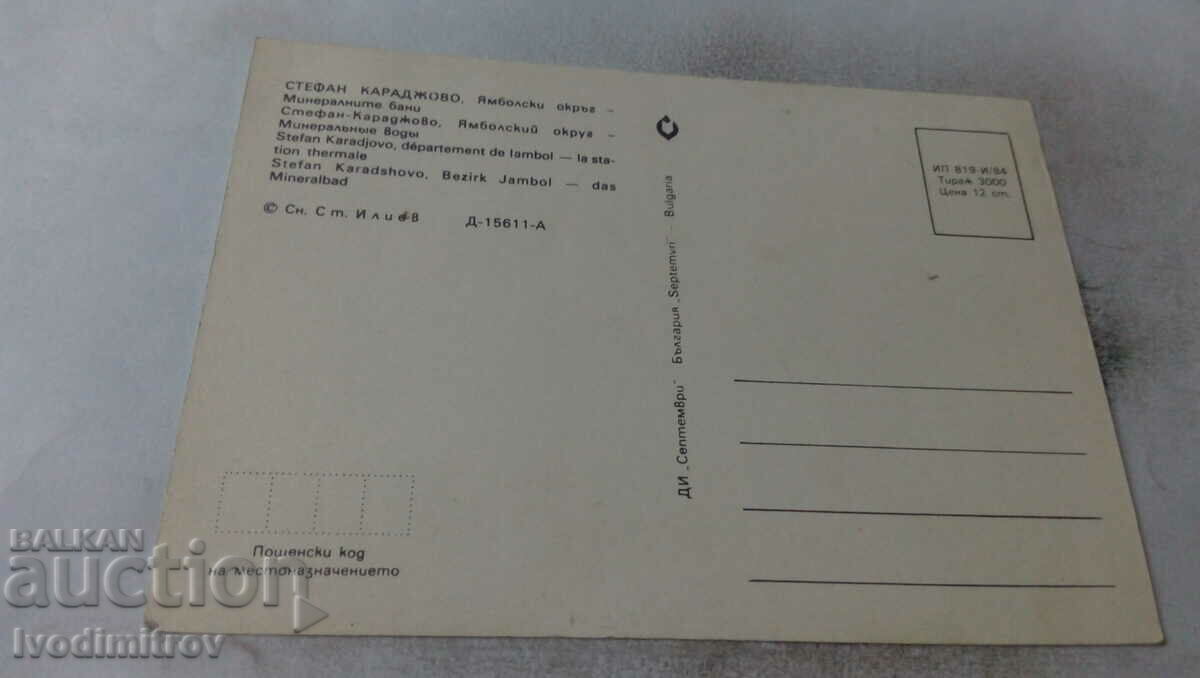 СТЕФАН КАРАДЖОВО, Ямболски окръг –
Минералните бани
Стефан-Караджово, Ямболский округ –
Минеральные воды
Stefan Karadjovo, département de Iambol — la sta-
tion thermale
Stefan Karadshovo, Bezirk Jambol — das
Mineralbad
© Сн. Ст. Илиев Д-15611-А
ДИ „Септември" България „Septemvri" - Bulgaria
ИП 819-И/84
Тираж 3000
Цена 12 ст.
Пощенски код
на местоназначението
BALKAN
auction
Ivodimitrov